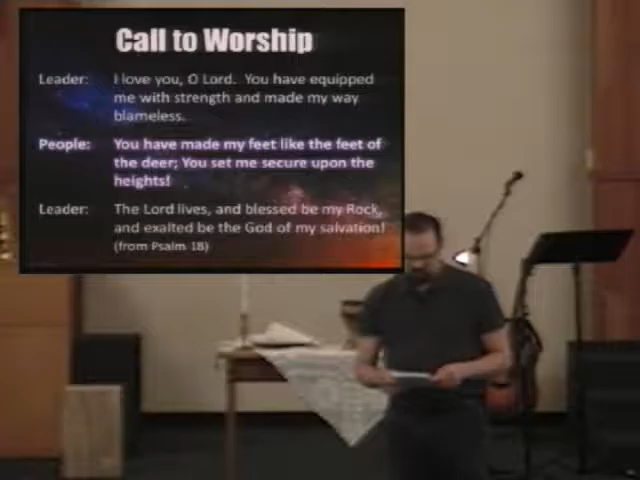 Call to Worship
Leader: I love you, O Lord. You have equipped
me with strength and made my way
blameless.
People: You have made my feet like the feet of
the deer; You set me secure upon the
heights!
Leader: The Lord lives, and blessed be my Rock,
and exalted be the God of my salvation!
(from Psalm 18)